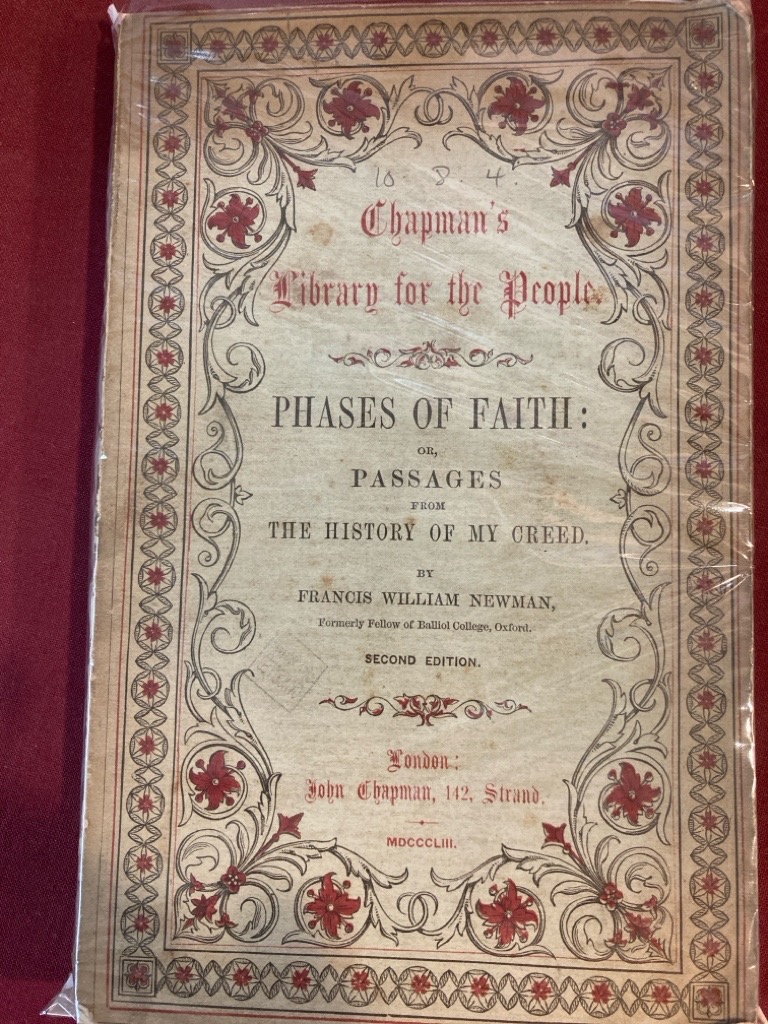 10 - 8 - 4.
Chapman's
Library for the People.
PHASES OF FAITH:
OR,
PASSAGES
FROM
THE HISTORY OF MY CREED.
BY
FRANCIS WILLIAM NEWMAN,
Formerly Fellow of Balliol College, Oxford.
SECOND EDITION.
London:
John Chapman, 142, Strand.
MDCCCLIII.